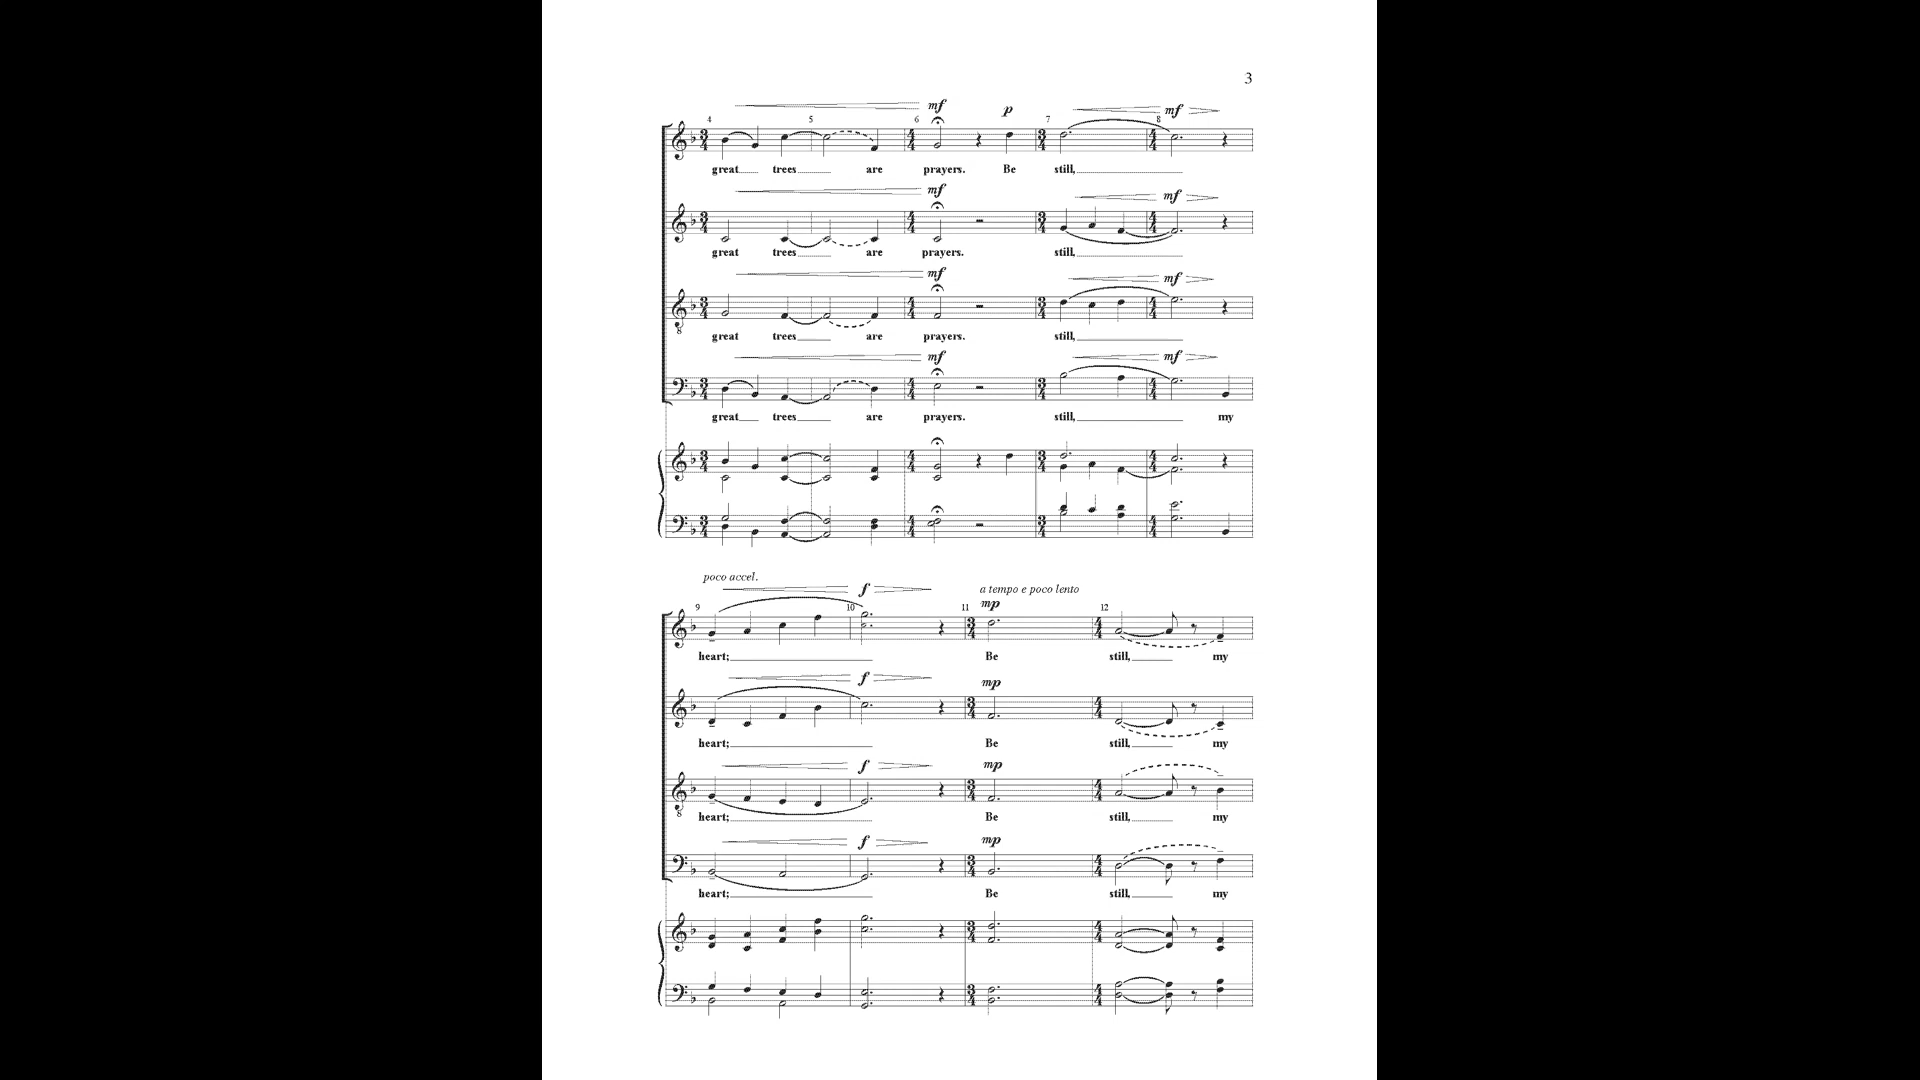 3
mf p mf
4 5 6 7 8
great trees are prayers. Be still,
mf mf
great trees are prayers. still,
mf mf
great trees are prayers. still,
mf mf
great trees are prayers. still, my
poco accel.
f a tempo e poco lento
9 10 11 mp 12
heart; Be still, my
f mp
heart; Be still, my
f mp
heart; Be still, my
f mp
heart; Be still, my